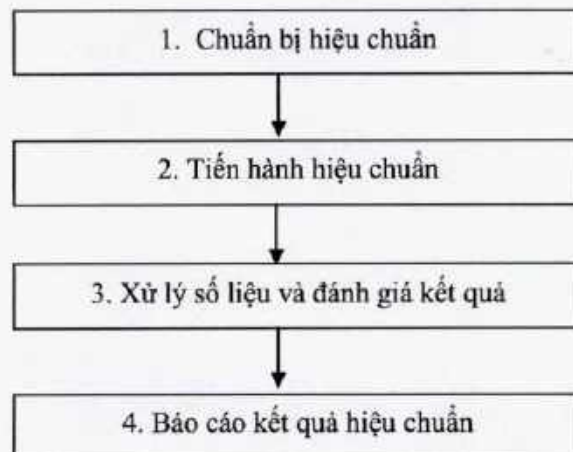 1. Chuẩn bị hiệu chuẩn
2. Tiến hành hiệu chuẩn
3. Xử lý số liệu và đánh giá kết quả
4. Báo cáo kết quả hiệu chuẩn